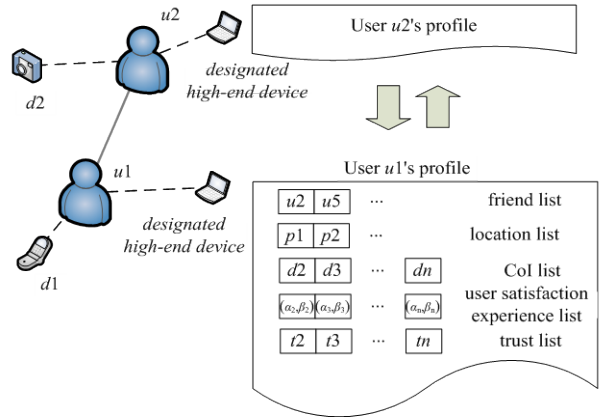 u2
User u2's profile
designated
high-end device
d2
u1
User u1's profile
designated
high-end device
d1
u2 u5 ... friend list
p1 p2 ... location list
d2 d3 ... dn CoI list
(α2,β2) (α3,β3) ... (αn,βn) user satisfaction
experience list
t2 t3 ... tn trust list